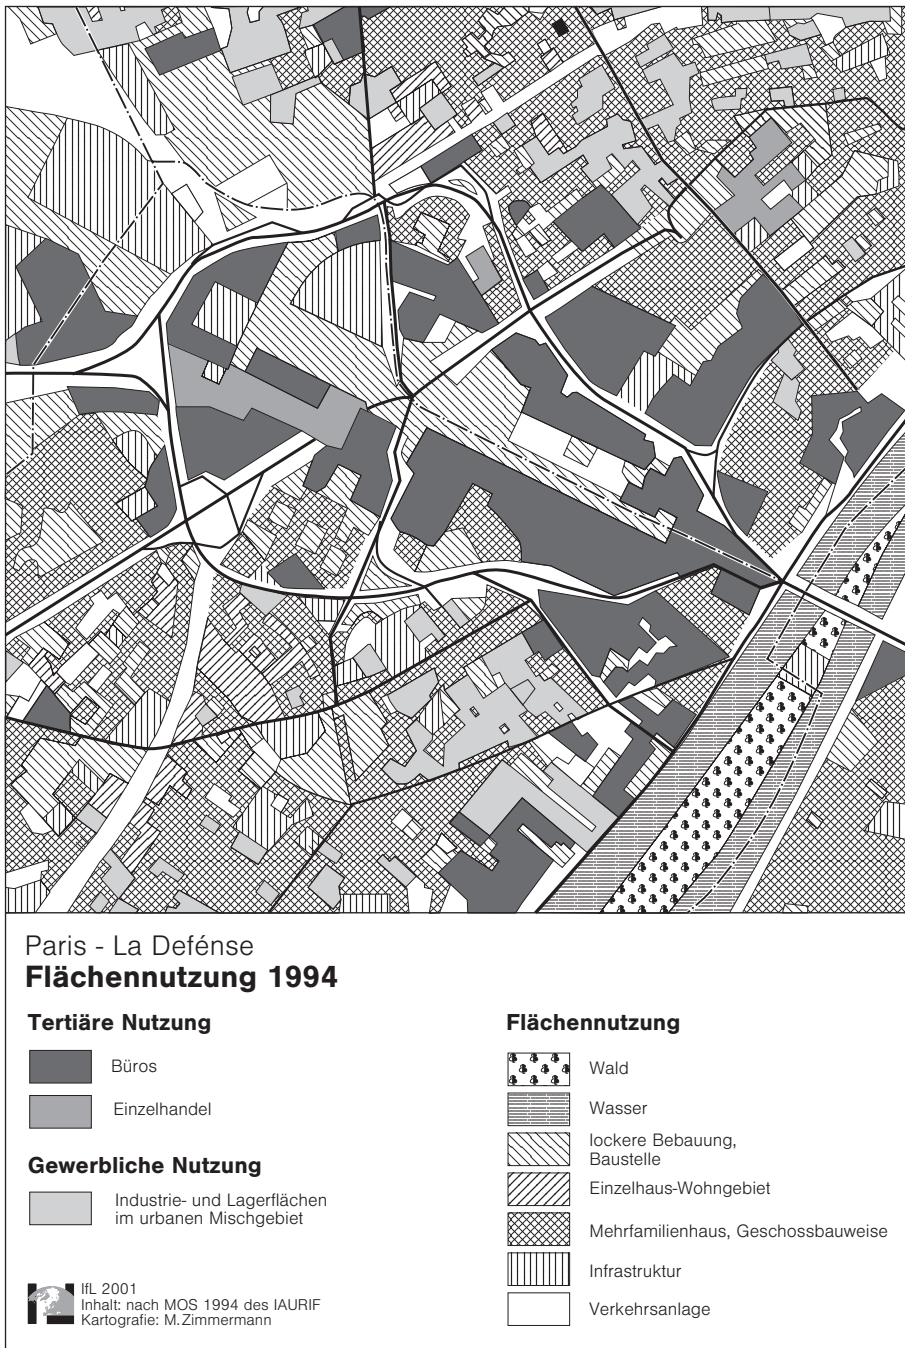 Paris - La Defénse
Flächennutzung 1994
Tertiäre Nutzung
Büros
Einzelhandel
Gewerbliche Nutzung
Industrie- und Lagerflächen
im urbanen Mischgebiet
IfL 2001
Inhalt: nach MOS 1994 des IAURIF
Kartografie: M.Zimmermann
Flächennutzung
Wald
Wasser
lockere Bebauung,
Baustelle
Einzelhaus-Wohngebiet
Mehrfamilienhaus, Geschossbauweise
Infrastruktur
Verkehrsanlage